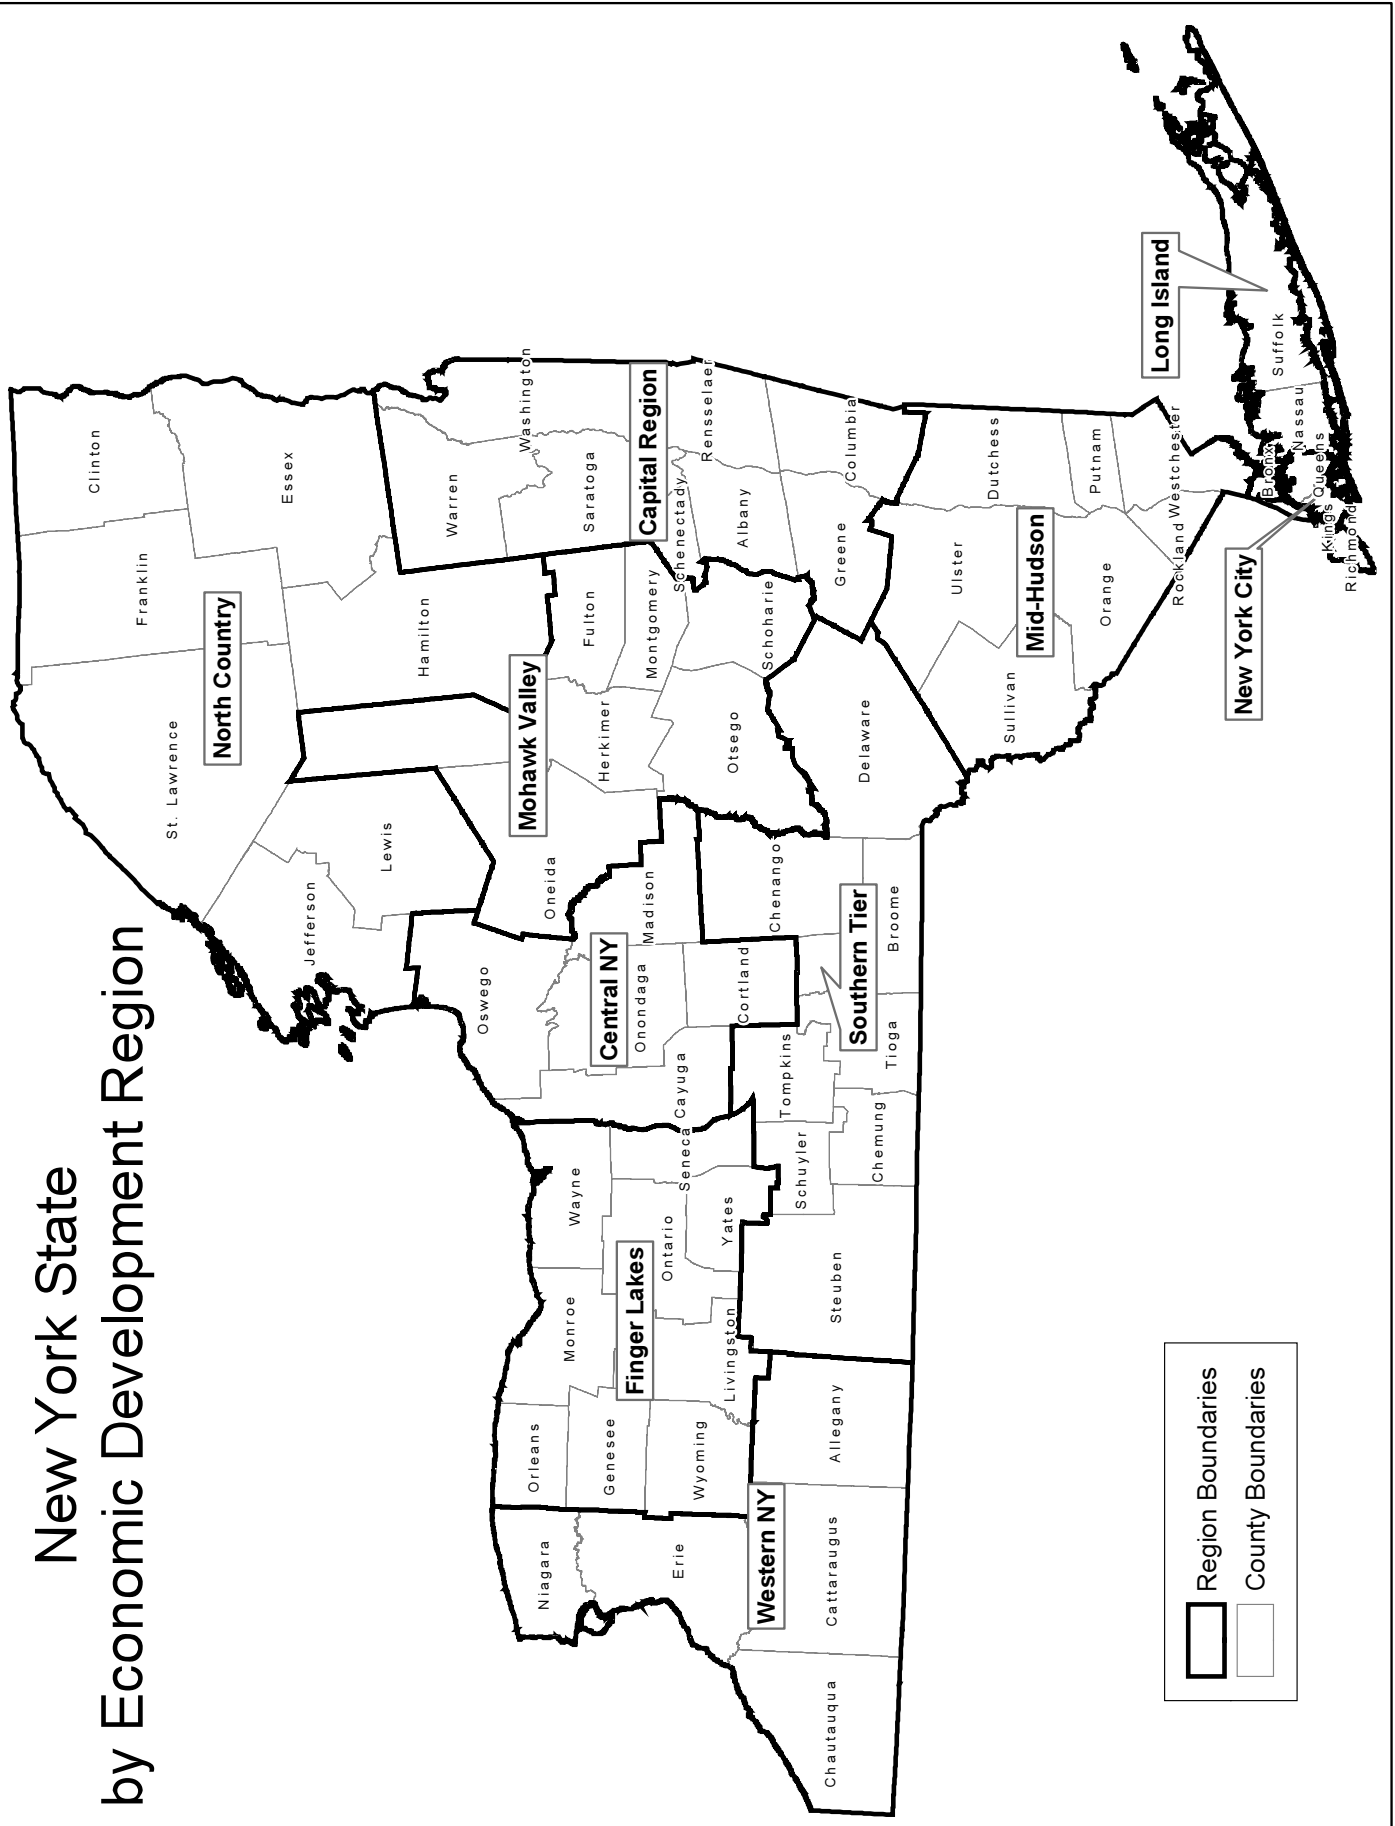 New York State
by Economic Development Region
Clinton
Franklin
Essex
St. Lawrence
North Country
Jefferson
Lewis
Hamilton
Warren
Washington
Oswego
Oneida
Mohawk Valley
Herkimer
Fulton
Saratoga
Capital Region
Niagara
Orleans
Monroe
Wayne
Genesee
Finger Lakes
Central NY
Onondaga
Madison
Montgomery
Schenectady
Rensselaer
Erie
Wyoming
Ontario
Seneca
Cayuga
Livingston
Yates
Cortland
Chenango
Otsego
Schoharie
Albany
Western NY
Chautauqua
Cattaraugus
Allegany
Steuben
Schuyler
Tompkins
Chemung
Southern Tier
Tioga
Broome
Delaware
Greene
Columbia
Ulster
Dutchess
Sullivan
Mid-Hudson
Orange
Putnam
Rockland
Westchester
Long Island
New York City
Suffolk
Bronx
Nassau
Queens
Kings
Richmond
Region Boundaries
County Boundaries